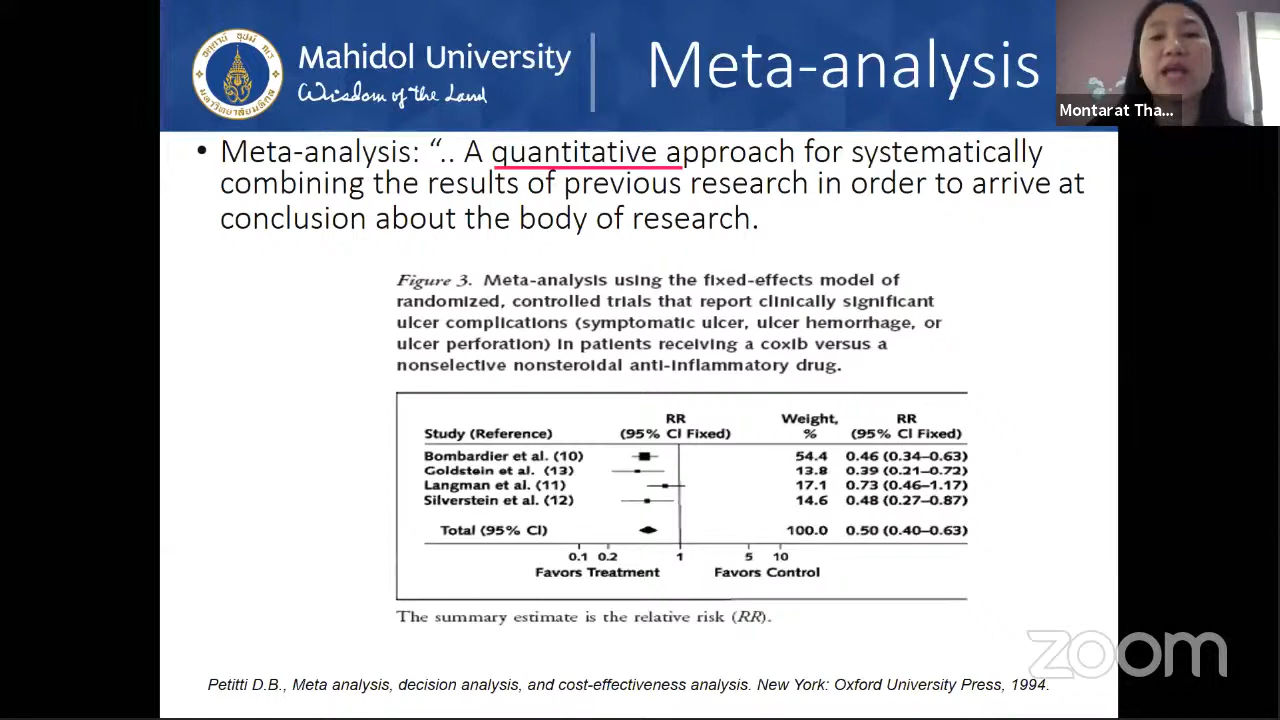 Mahidol University
Wisdom of the Land
Meta-analysis
Montarat Tha...
• Meta-analysis: “.. A quantitative approach for systematically
combining the results of previous research in order to arrive at
conclusion about the body of research.
Figure 3. Meta-analysis using the fixed-effects model of
randomized, controlled trials that report clinically significant
ulcer complications (symptomatic ulcer, ulcer hemorrhage, or
ulcer perforation) in patients receiving a coxib versus a
nonselective nonsteroidal anti-inflammatory drug.
RR Weight, RR
Study (Reference) (95% CI Fixed) % (95% CI Fixed)
Bombardier et al. (10) 54.4 0.46 (0.34–0.63)
Goldstein et al. (13) 13.8 0.39 (0.21–0.72)
Langman et al. (11) 17.1 0.73 (0.46–1.17)
Silverstein et al. (12) 14.6 0.48 (0.27–0.87)
Total (95% CI) 100.0 0.50 (0.40–0.63)
0.1 0.2 1 5 10
Favors Treatment Favors Control
The summary estimate is the relative risk (RR).
zoom
Petitti D.B., Meta analysis, decision analysis, and cost-effectiveness analysis. New York: Oxford University Press, 1994.